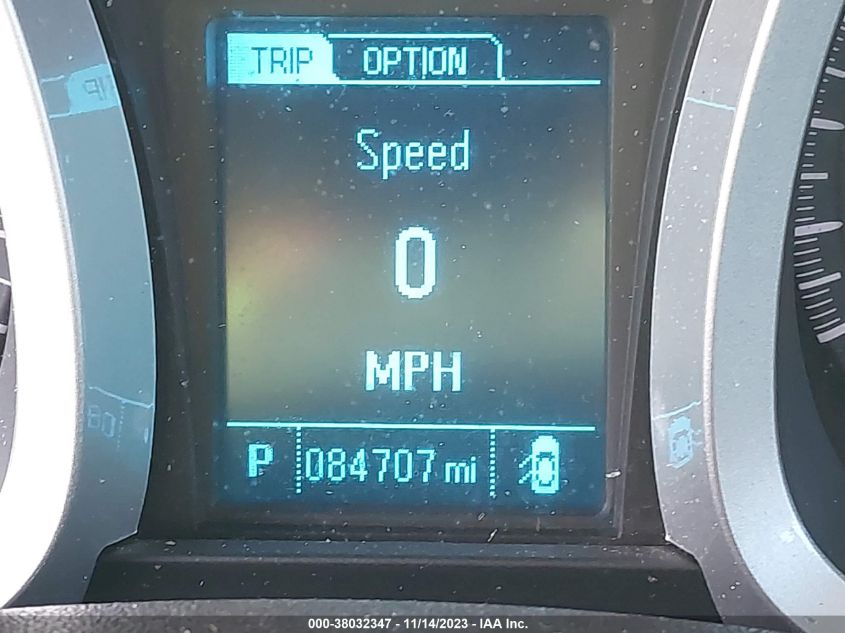 TRIP OPTION
Speed
0
MPH
P 084707 mi
000-38032347 - 11/14/2023 - IAA Inc.